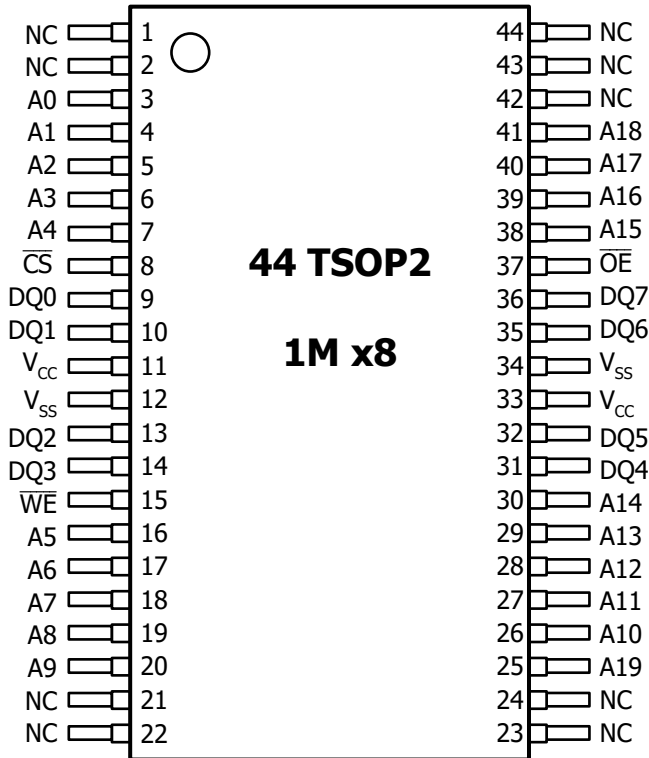 NC 1 44 NC
NC 2 43 NC
A0 3 42 NC
A1 4 41 A18
A2 5 40 A17
A3 6 39 A16
A4 7 38 A15
C̅S̅ 8 37 O̅E̅
44 TSOP2
DQ0 9 36 DQ7
DQ1 10 35 DQ6
1M x8
VCC 11 34 VSS
VSS 12 33 VCC
DQ2 13 32 DQ5
DQ3 14 31 DQ4
W̅E̅ 15 30 A14
A5 16 29 A13
A6 17 28 A12
A7 18 27 A11
A8 19 26 A10
A9 20 25 A19
NC 21 24 NC
NC 22 23 NC